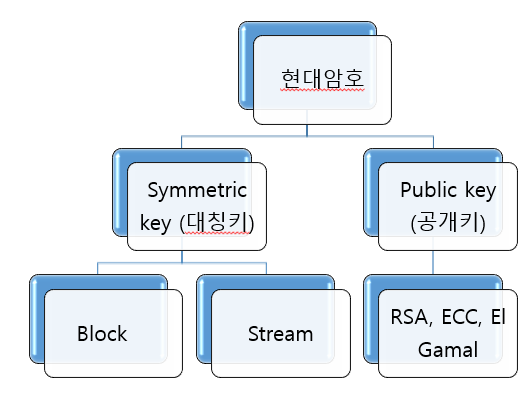 현대암호
Symmetric
key (대칭키)
Public key
(공개키)
Block
Stream
RSA, ECC, El
Gamal